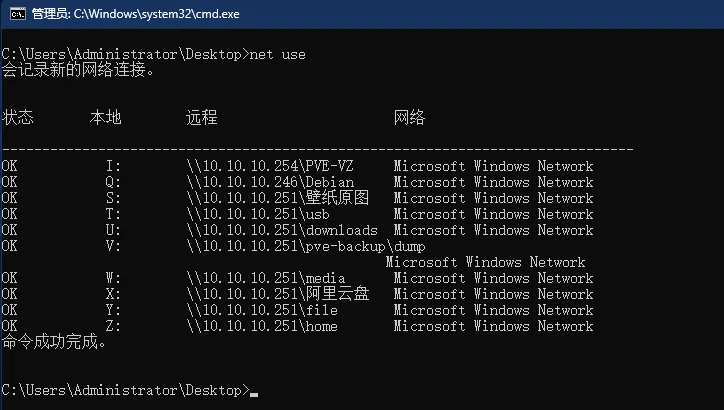 管理员: C:\Windows\system32\cmd.exe
C:\Users\Administrator\Desktop>net use
会记录新的网络连接。
状态 本地 远程 网络
-------------------------------------------------------------------------------
OK I: \\10.10.10.254\PVE-VZ Microsoft Windows Network
OK Q: \\10.10.10.246\Debian Microsoft Windows Network
OK S: \\10.10.10.251\壁纸原图 Microsoft Windows Network
OK T: \\10.10.10.251\usb Microsoft Windows Network
OK U: \\10.10.10.251\downloads Microsoft Windows Network
OK V: \\10.10.10.251\pve-backup\dump
Microsoft Windows Network
OK W: \\10.10.10.251\media Microsoft Windows Network
OK X: \\10.10.10.251\阿里云盘 Microsoft Windows Network
OK Y: \\10.10.10.251\file Microsoft Windows Network
OK Z: \\10.10.10.251\home Microsoft Windows Network
命令成功完成。
C:\Users\Administrator\Desktop>